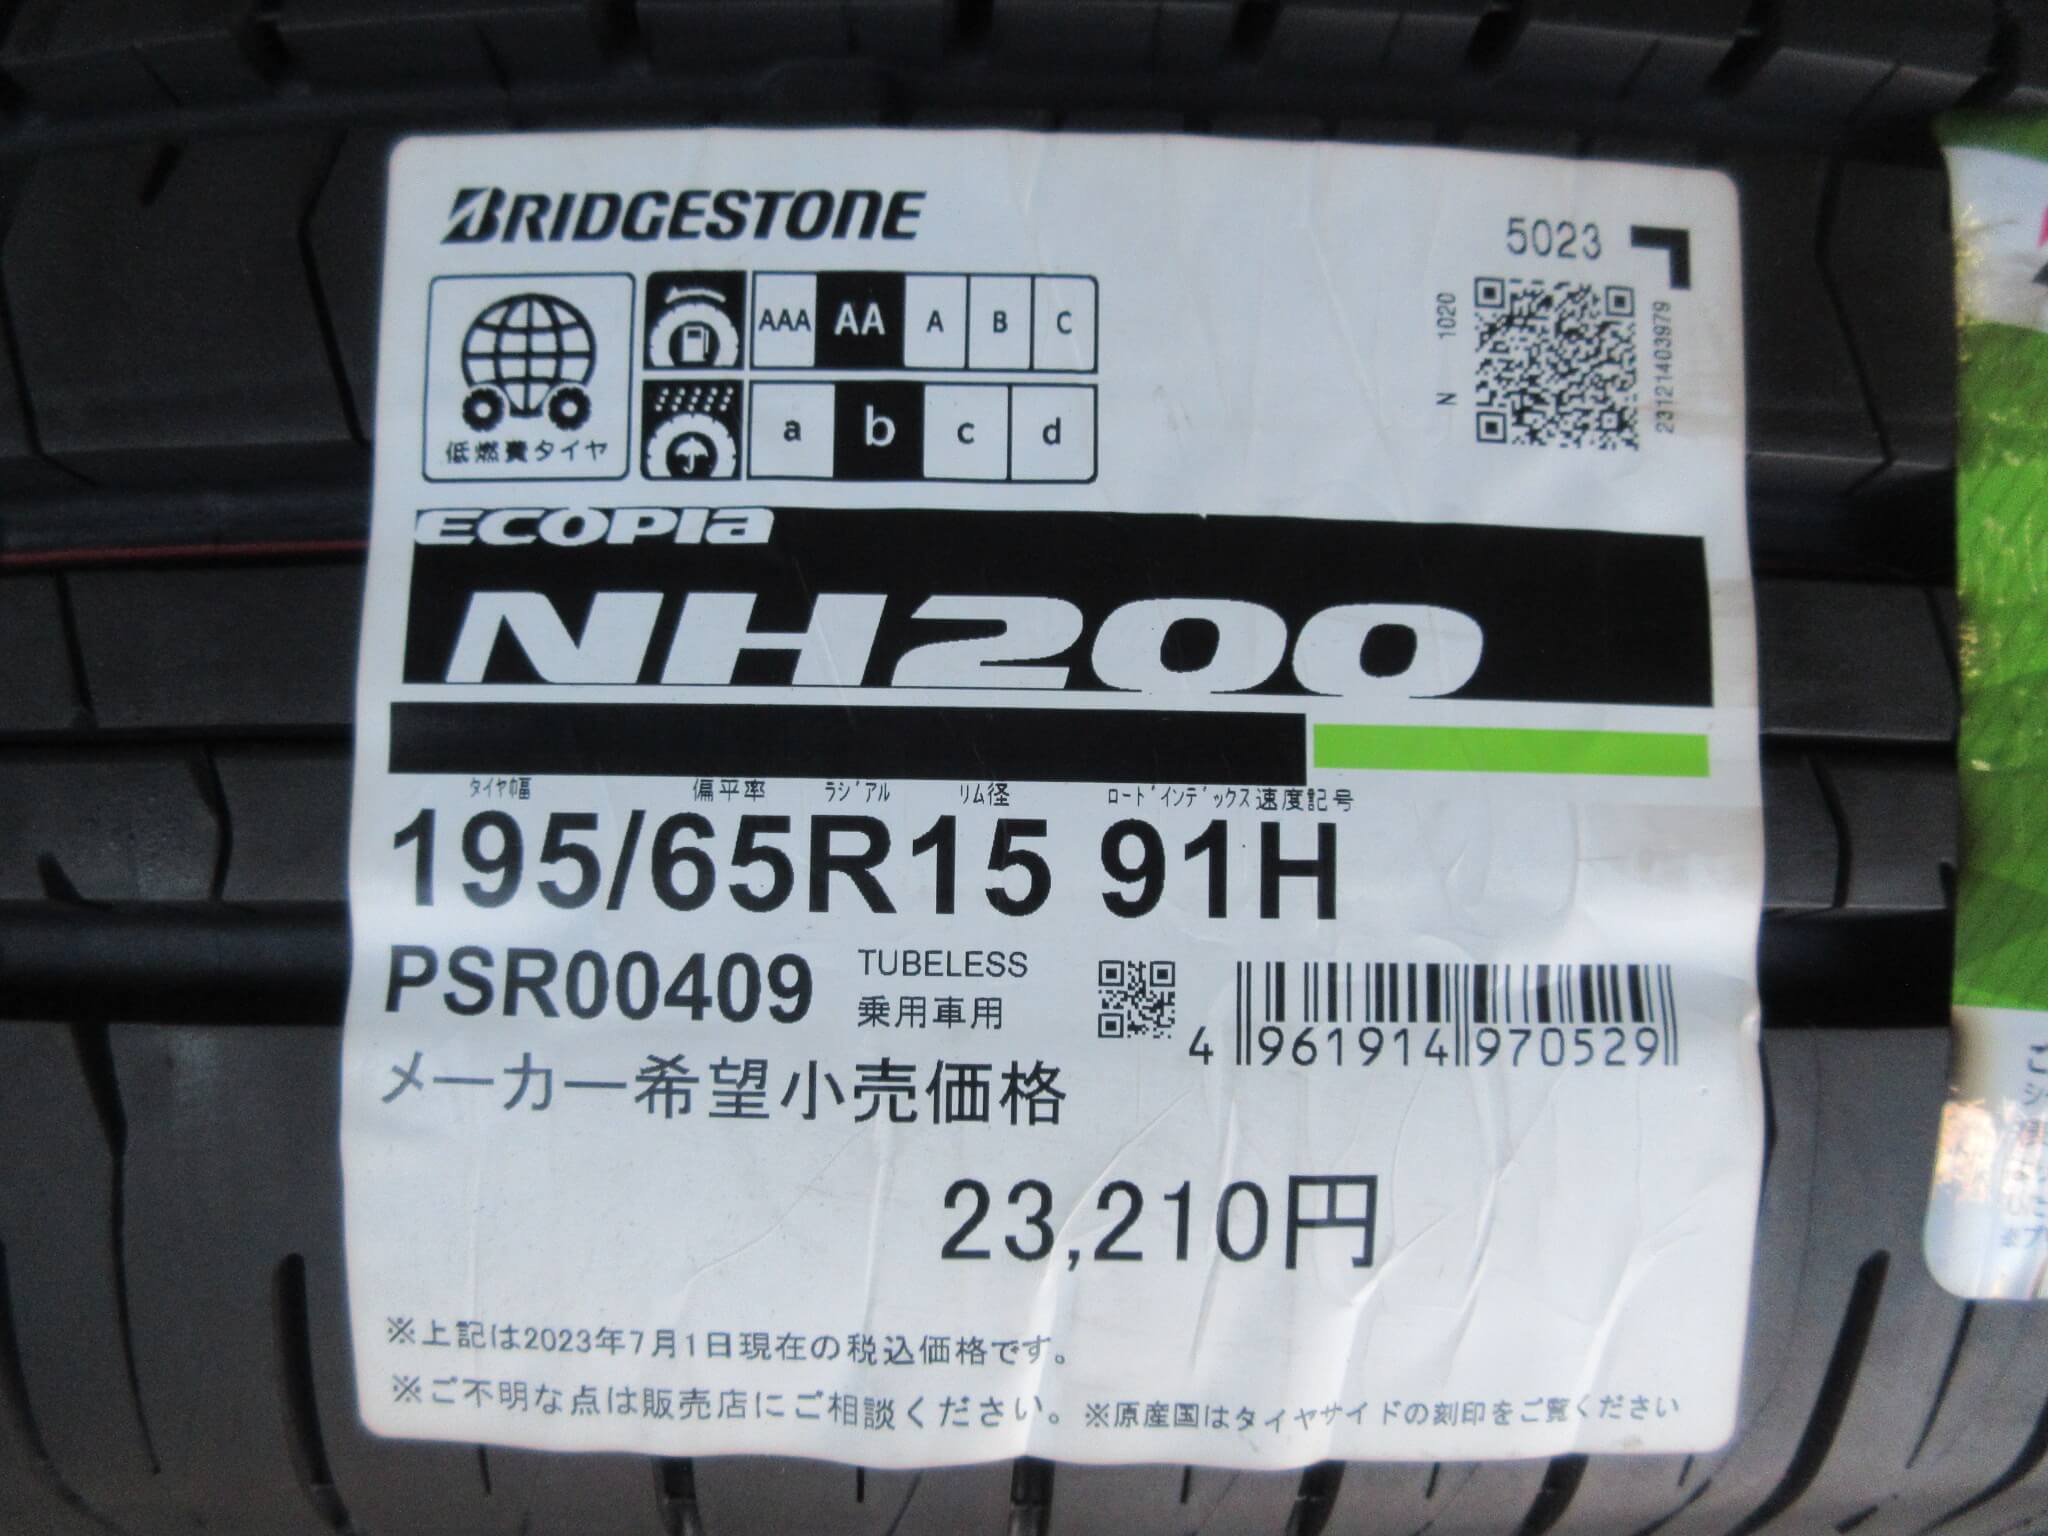 BRIDGESTONE
5023
N 1020
23121403979
低燃費タイヤ
AAA AA A B C
a b c d
ECOPIA
NH200
タイヤ巾幅 偏平率 ラジアル リム径 ロードインデックス 速度記号
195/65R15 91H
PSR00409
TUBELESS
乗用車用
4 961914 970529
メーカー希望小売価格
23,210円
※上記は2023年7月1日現在の税込価格です。
※ご不明な点は販売店にご相談ください。 ※原産国はタイヤサイドの刻印をご覧ください